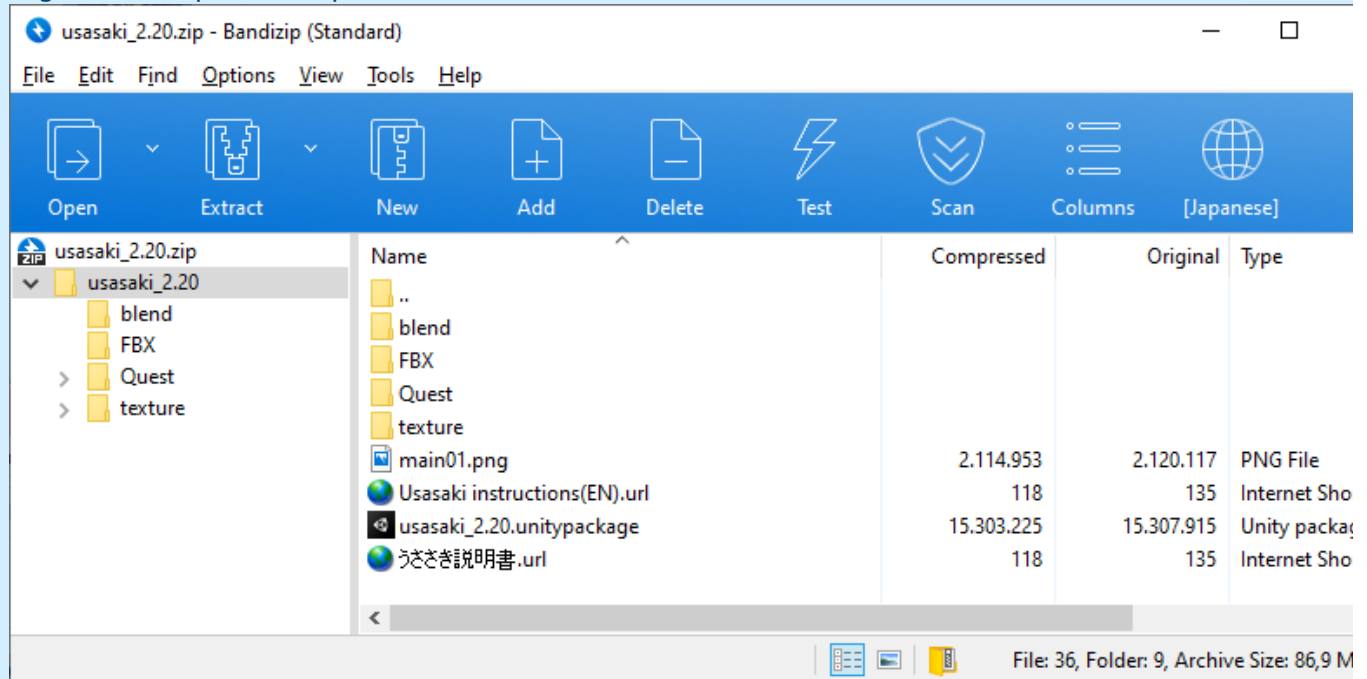 usasaki_2.20.zip - Bandizip (Standard)
File Edit Find Options View Tools Help
Open Extract New Add Delete Test Scan Columns [Japanese]
ZIP usasaki_2.20.zip
usasaki_2.20
blend
FBX
Quest
texture
Name Compressed Original Type
..
blend
FBX
Quest
texture
main01.png 2.114.953 2.120.117 PNG File
Usasaki instructions(EN).url 118 135 Internet Sho
usasaki_2.20.unitypackage 15.303.225 15.307.915 Unity packag
うささき説明書.url 118 135 Internet Sho
File: 36, Folder: 9, Archive Size: 86,9 M